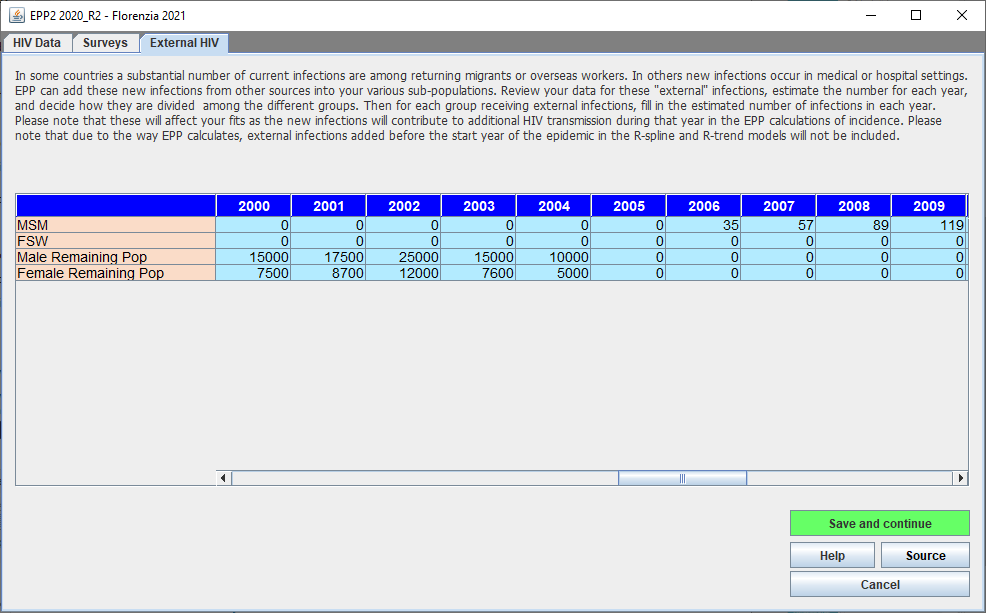 EPP2 2020_R2 - Florenzia 2021
HIV Data Surveys External HIV
In some countries a substantial number of current infections are among returning migrants or overseas workers. In others new infections occur in medical or hospital settings.
EPP can add these new infections from other sources into your various sub-populations. Review your data for these "external" infections, estimate the number for each year,
and decide how they are divided  among the different groups. Then for each group receiving external infections, fill in the estimated number of infections in each year.
Please note that these will affect your fits as the new infections will contribute to additional HIV transmission during that year in the EPP calculations of incidence. Please
note that due to the way EPP calculates, external infections added before the start year of the epidemic in the R-spline and R-trend models will not be included.
2000 2001 2002 2003 2004 2005 2006 2007 2008 2009
MSM 0 0 0 0 0 0 35 57 89 119
FSW 0 0 0 0 0 0 0 0 0 0
Male Remaining Pop 15000 17500 25000 15000 10000 0 0 0 0 0
Female Remaining Pop 7500 8700 12000 7600 5000 0 0 0 0 0
Save and continue
Help Source
Cancel